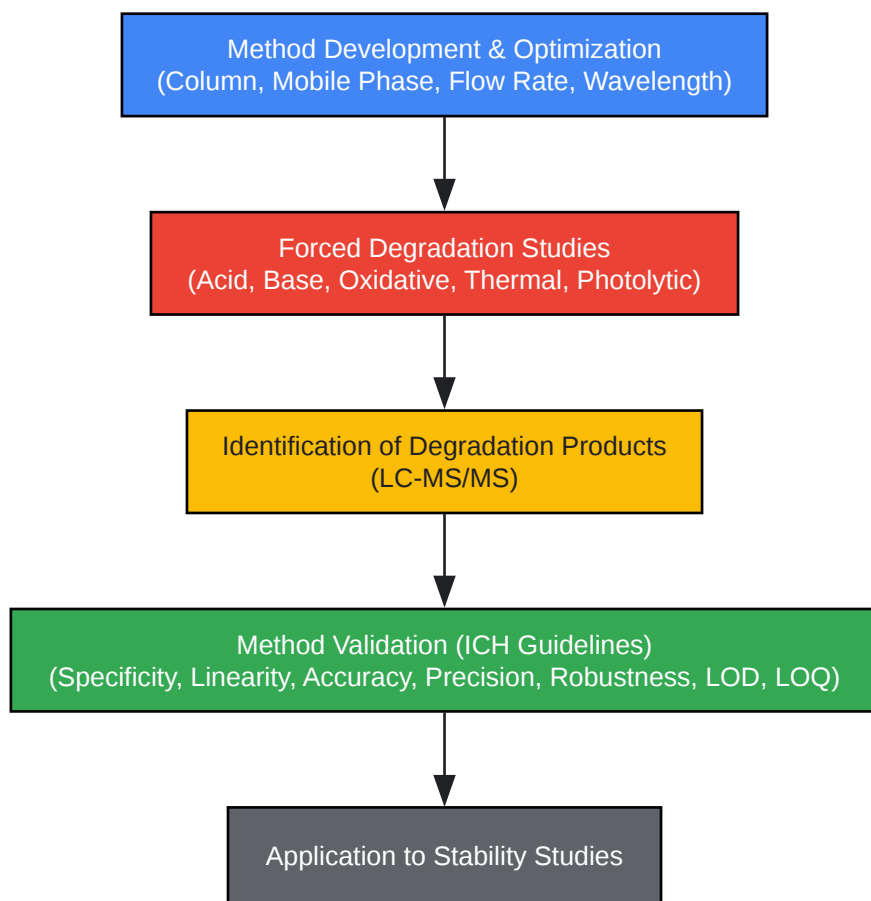 Method Development & Optimization
(Column, Mobile Phase, Flow Rate, Wavelength)
Forced Degradation Studies
(Acid, Base, Oxidative, Thermal, Photolytic)
Identification of Degradation Products
(LC-MS/MS)
Method Validation (ICH Guidelines)
(Specificity, Linearity, Accuracy, Precision, Robustness, LOD, LOQ)
Application to Stability Studies